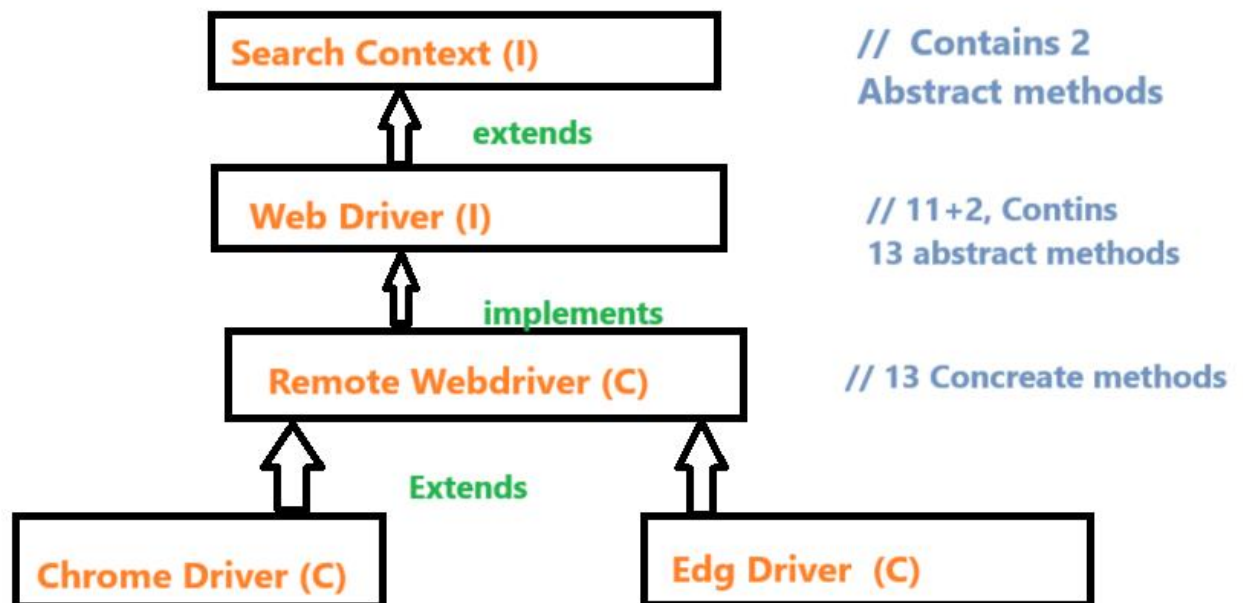 Search Context (I)
// Contains 2
Abstract methods
extends
Web Driver (I)
// 11+2, Contins
13 abstract methods
implements
Remote Webdriver (C)
// 13 Concreate methods
Extends
Chrome Driver (C)
Edg Driver (C)